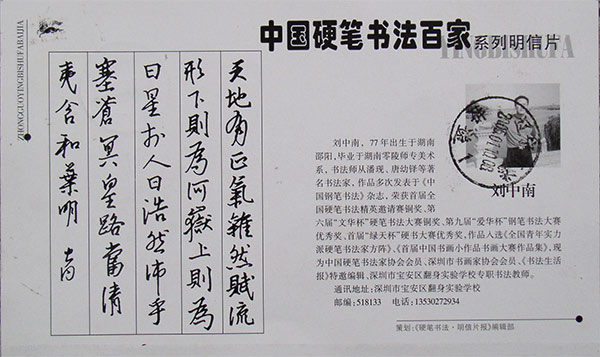 中国硬笔书法百家系列明信片
YINGBISHUFA
ZHONGGUOYINGBISHUFABAIJIA
天地有正氣雜然賦流
形下則為河嶽上則為
日星於人曰浩然沛乎
塞蒼冥皇路當清
夷含和葉明
刘中南，77年出生于湖南
邵阳，毕业于湖南零陵师专美术
系，书法师从潘现、唐幼铎等著
名书法家，作品多次发表于《中
国钢笔书法》杂志，荣获首届全
国硬笔书法精英邀请赛铜奖、第
六届“文华杯”硬笔书法大赛铜奖、第九届“爱华杯”钢笔书法大赛
优秀奖、首届“绿天杯”硬书大赛优秀奖，作品入选《全国青年实力
派硬笔书法家方阵》、《首届中国书画小作品书画大赛作品集》，现
为中国硬笔书法家协会会员、深圳市书画家协会会员、《书法生活
报》特邀编辑、深圳市宝安区翻身实验学校专职书法教师。
通讯地址：深圳市宝安区翻身实验学校
邮编：518133 电话：13530272934
刘中南
策划：《硬笔书法·明信片报》编辑部